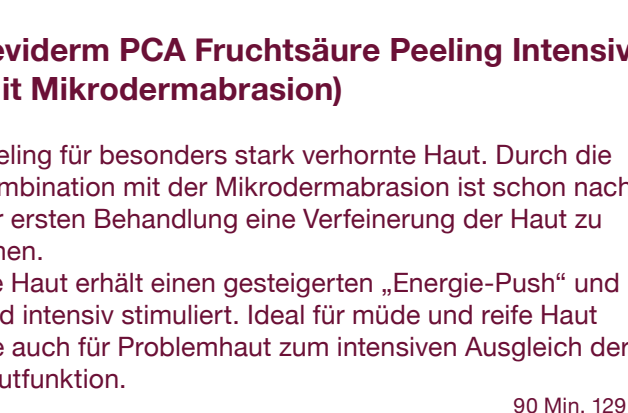 eviderm PCA Fruchtsäure Peeling Intensiv
it Mikrodermabrasion)
eling für besonders stark verhornte Haut. Durch die
mbination mit der Mikrodermabrasion ist schon nach
r ersten Behandlung eine Verfeinerung der Haut zu
hen.
e Haut erhält einen gesteigerten „Energie-Push“ und
d intensiv stimuliert. Ideal für müde und reife Haut
e auch für Problemhaut zum intensiven Ausgleich der
utfunktion.
90 Min. 129